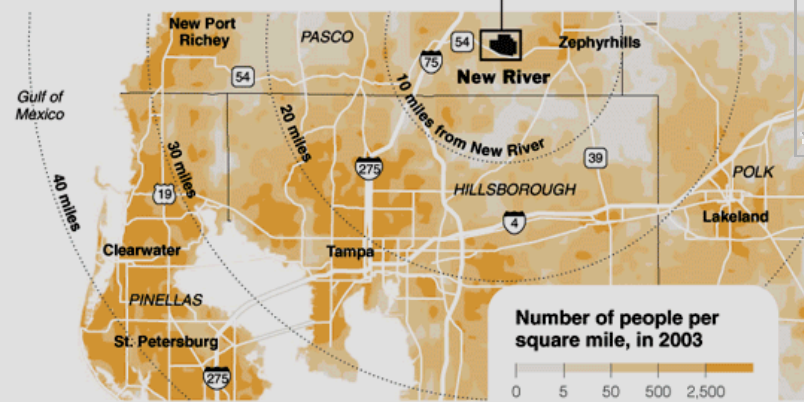 New Port
Richey
PASCO
54
75
Zephyrhills
New River
54
Gulf of
Mexico
10 miles from New River
20 miles
30 miles
40 miles
275
39
POLK
19
HILLSBOROUGH
Lakeland
4
Clearwater
Tampa
PINELLAS
St. Petersburg
275
Number of people per
square mile, in 2003
0 5 50 500 2,500